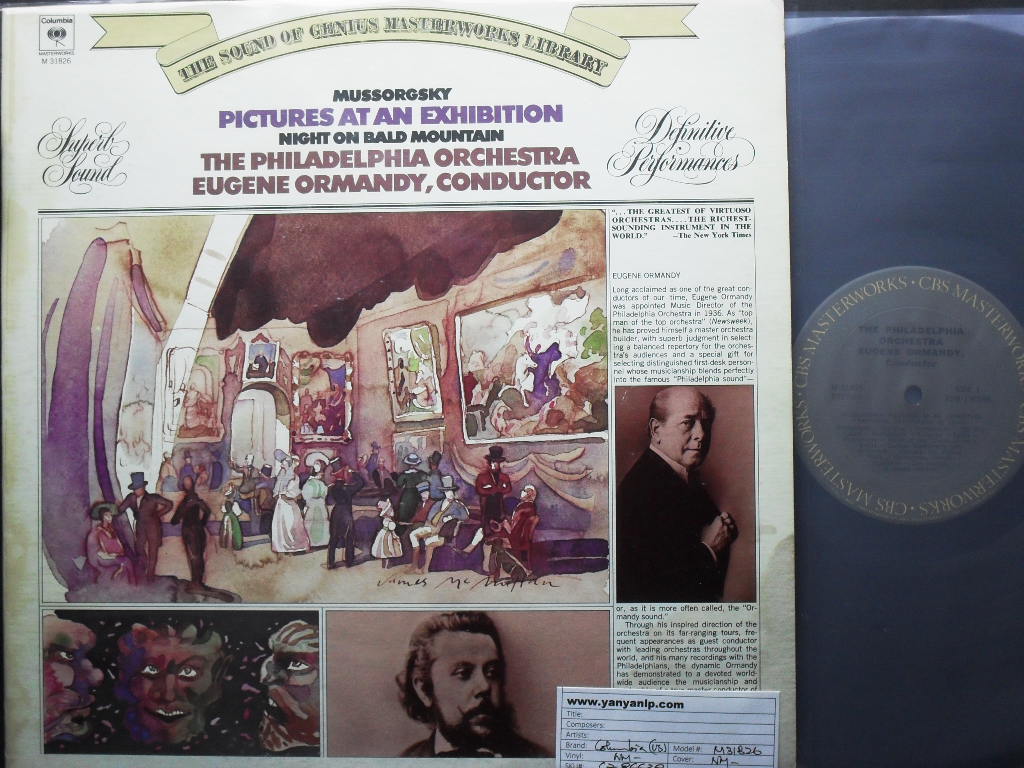 Columbia
MASTERWORKS
M 31826
THE SOUND OF GENIUS MASTERWORKS LIBRARY
MUSSORGSKY
PICTURES AT AN EXHIBITION
NIGHT ON BALD MOUNTAIN
THE PHILADELPHIA ORCHESTRA
EUGENE ORMANDY, CONDUCTOR
Superb
Sound
Definitive
Performances
"...THE GREATEST OF VIRTUOSO
ORCHESTRAS....THE RICHEST-
SOUNDING INSTRUMENT IN THE
WORLD." —The New York Times
EUGENE ORMANDY
Long acclaimed as one of the great con-
ductors of our time, Eugene Ormandy
was appointed Music Director of the
Philadelphia Orchestra in 1936. As "top
man of the top orchestra" (Newsweek),
he has proved himself a master orchestra
builder, with superb judgment in select-
ing a balanced repertory for the orches-
tra's audiences and a special gift for
selecting distinguished first-desk person-
nel whose musicianship blends perfectly
into the famous "Philadelphia sound"—
or, as it is more often called, the "Or-
mandy sound."
Through his inspired direction of the
orchestra on its far-ranging tours, fre-
quent appearances as guest conductor
with leading orchestras throughout the
world, and his many recordings with the
Philadelphians, the dynamic Ormandy
has demonstrated to a devoted world-
wide audience the musicianship and
James
www.yanyanlp.com
Title:
Composers:
Artists:
Brand: Columbia (US) Model #: M31826
Vinyl: NM- Cover: NM-
SKU#:
CBS MASTERWORKS · CBS MASTERWORKS · CBS MASTERWORKS ·
THE PHILADELPHIA
ORCHESTRA
EUGENE ORMANDY,
Conductor